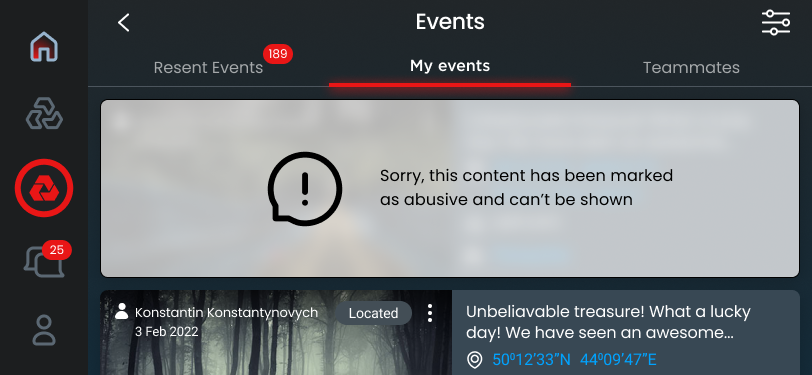 Events
Resent Events
189
My events
Teammates
Sorry, this content has been marked
as abusive and can’t be shown
25
Konstantin Konstantynovych
3 Feb 2022
Located
Unbeliavable treasure! What a lucky
day! We have seen an awesome...
50⁰12’33”N 44⁰09’47”E